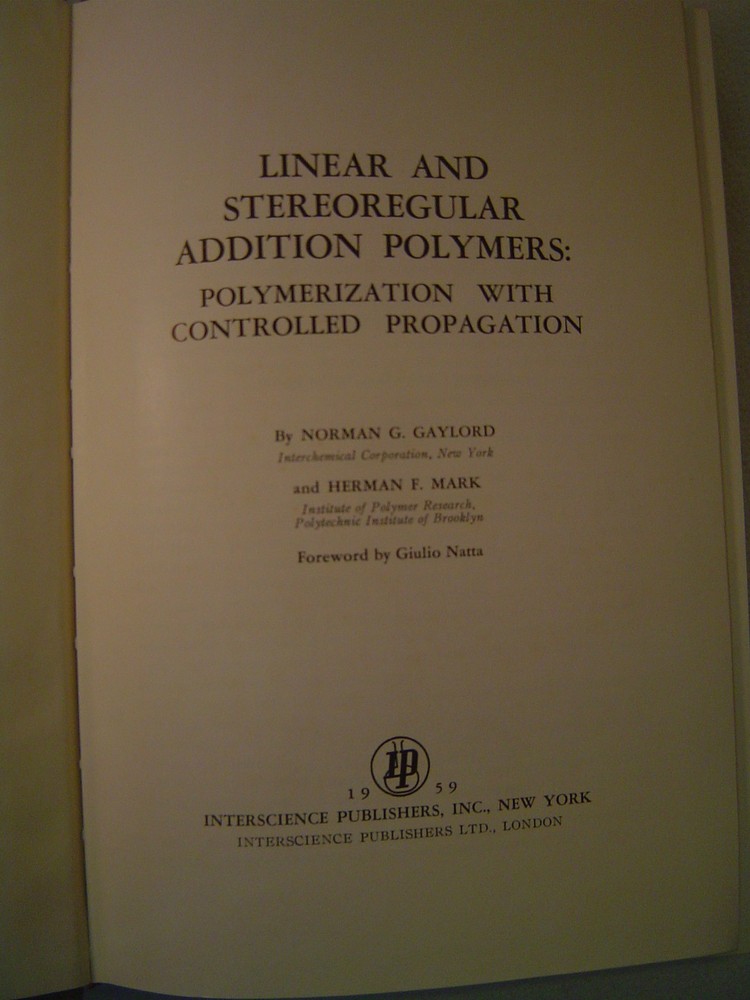 LINEAR AND
STEREOREGULAR
ADDITION POLYMERS:
POLYMERIZATION WITH
CONTROLLED PROPAGATION
By NORMAN G. GAYLORD
Interchemical Corporation, New York
and HERMAN F. MARK
Institute of Polymer Research,
Polytechnic Institute of Brooklyn
Foreword by Giulio Natta
IP
19 59
INTERSCIENCE PUBLISHERS, INC., NEW YORK
INTERSCIENCE PUBLISHERS LTD., LONDON